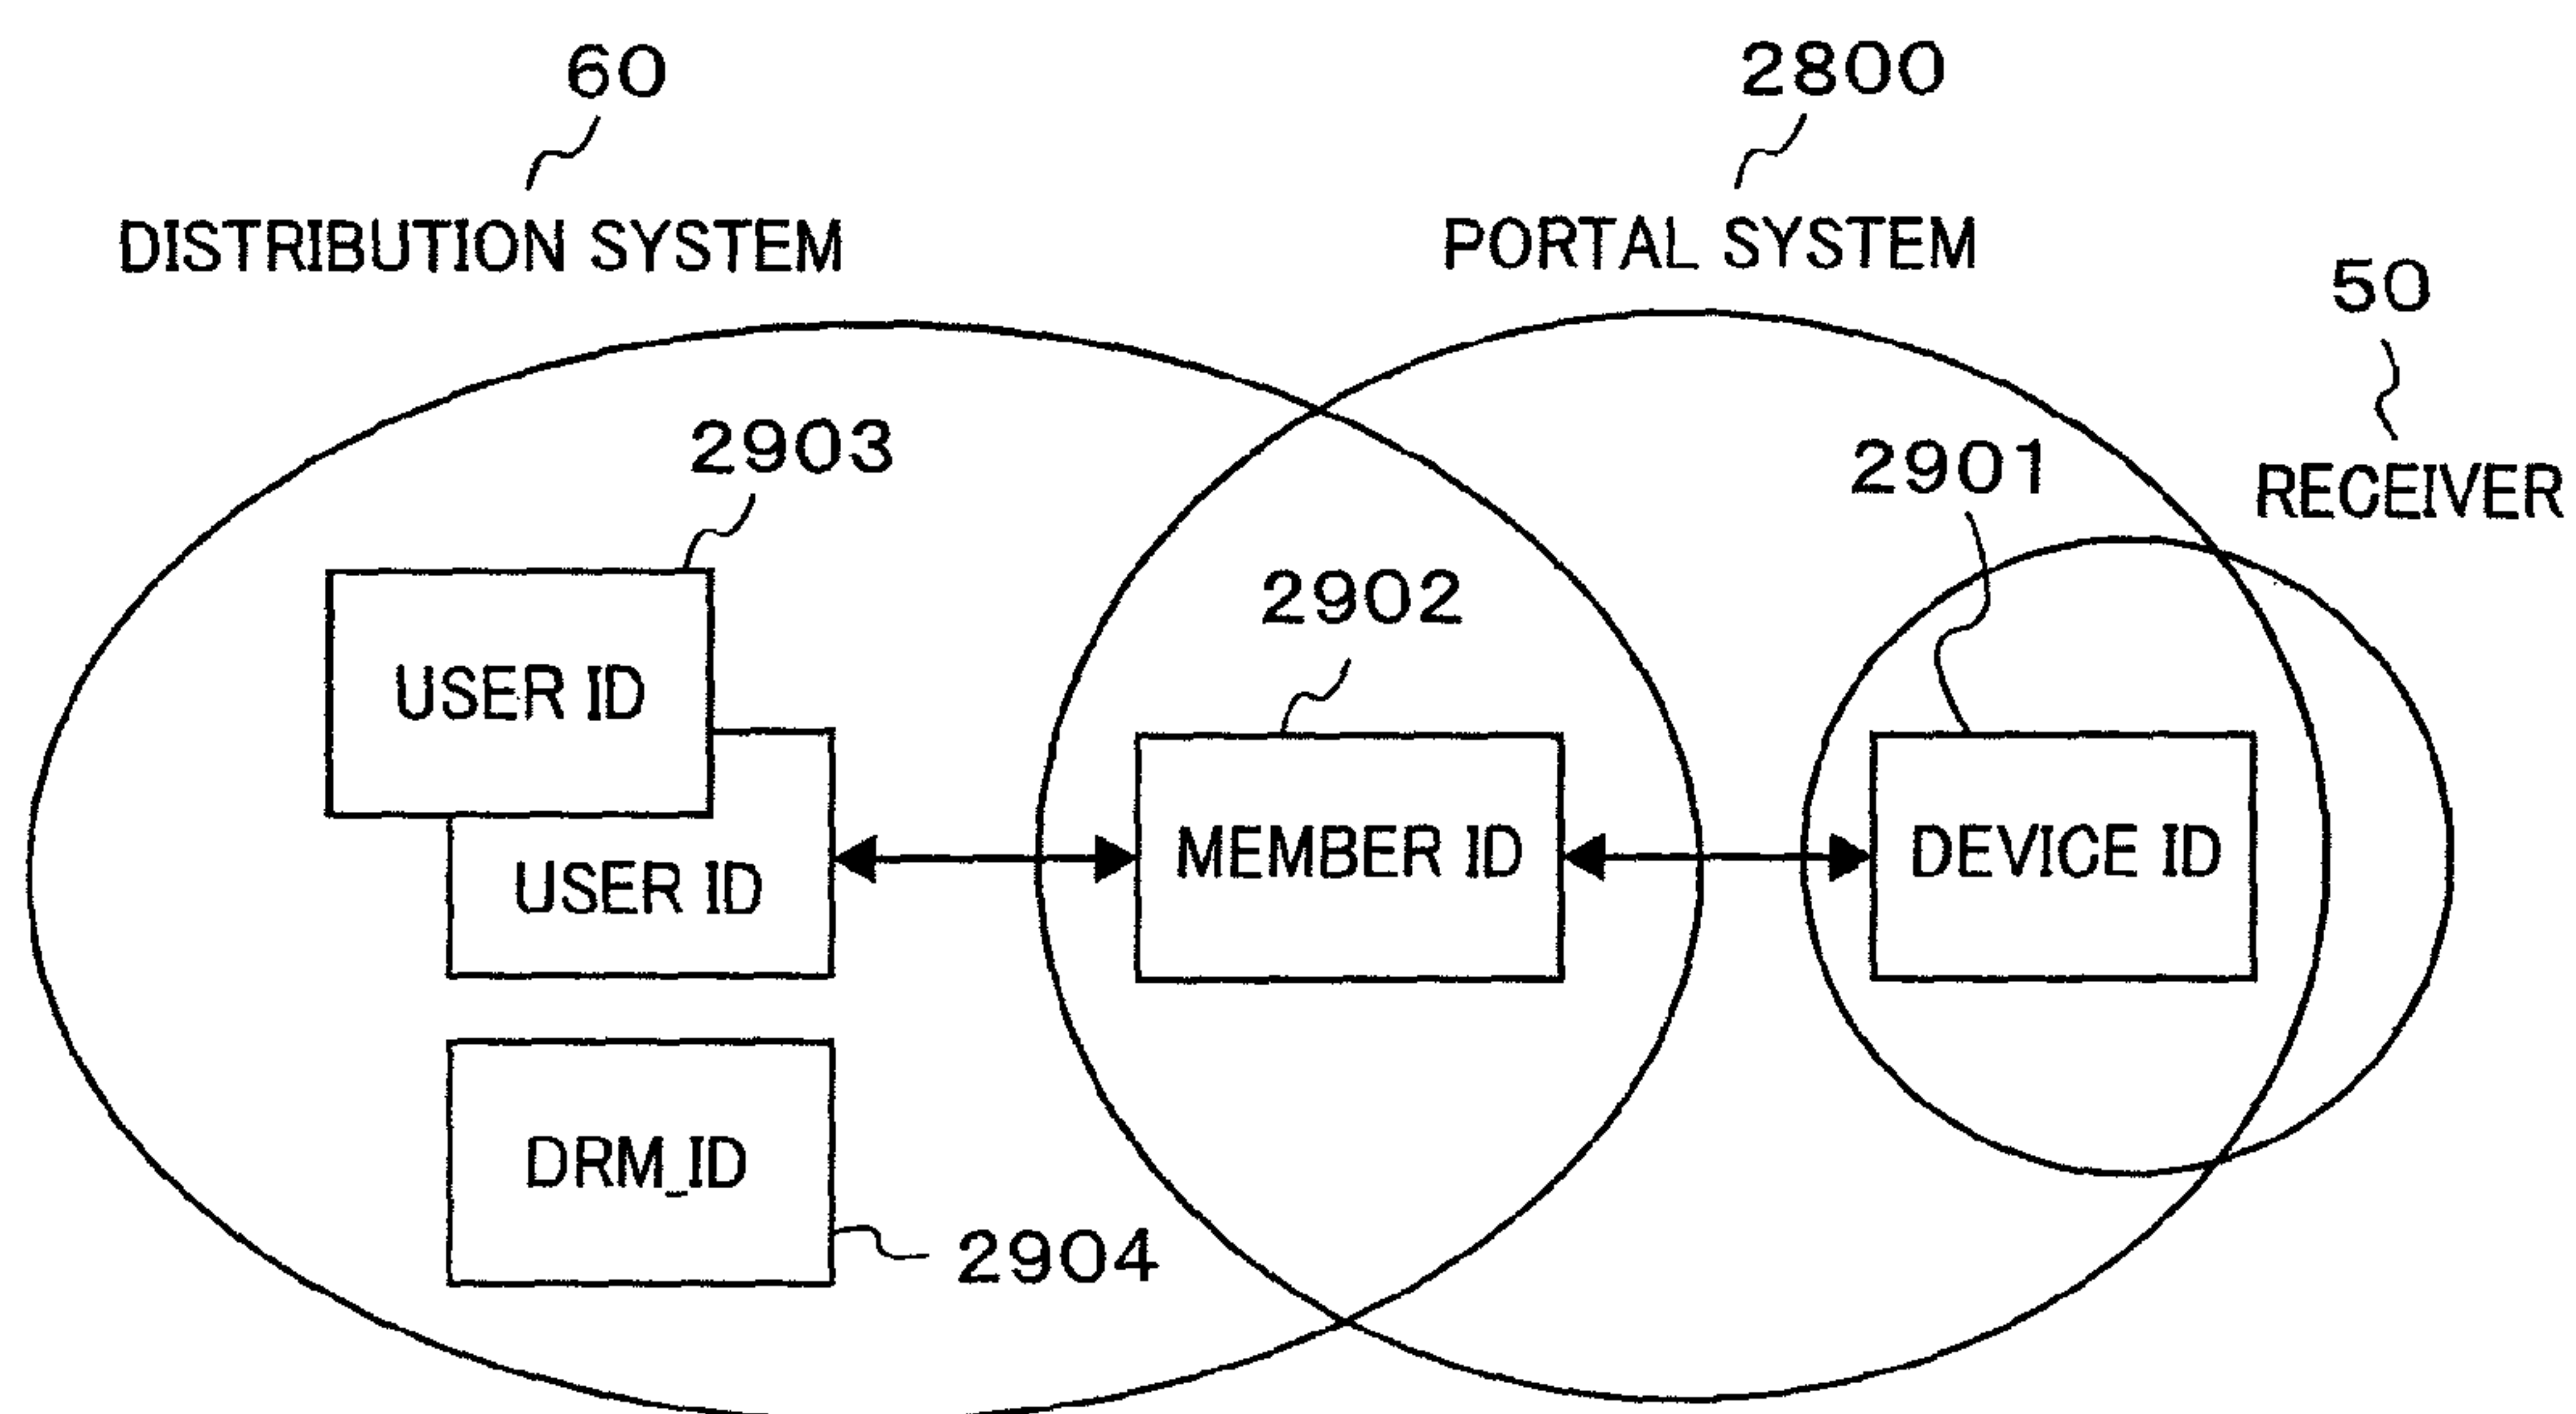 60
2800
DISTRIBUTION SYSTEM
PORTAL SYSTEM
50
RECEIVER
2903
2901
2902
USER ID
USER ID
MEMBER ID
DEVICE ID
DRM_ID
2904